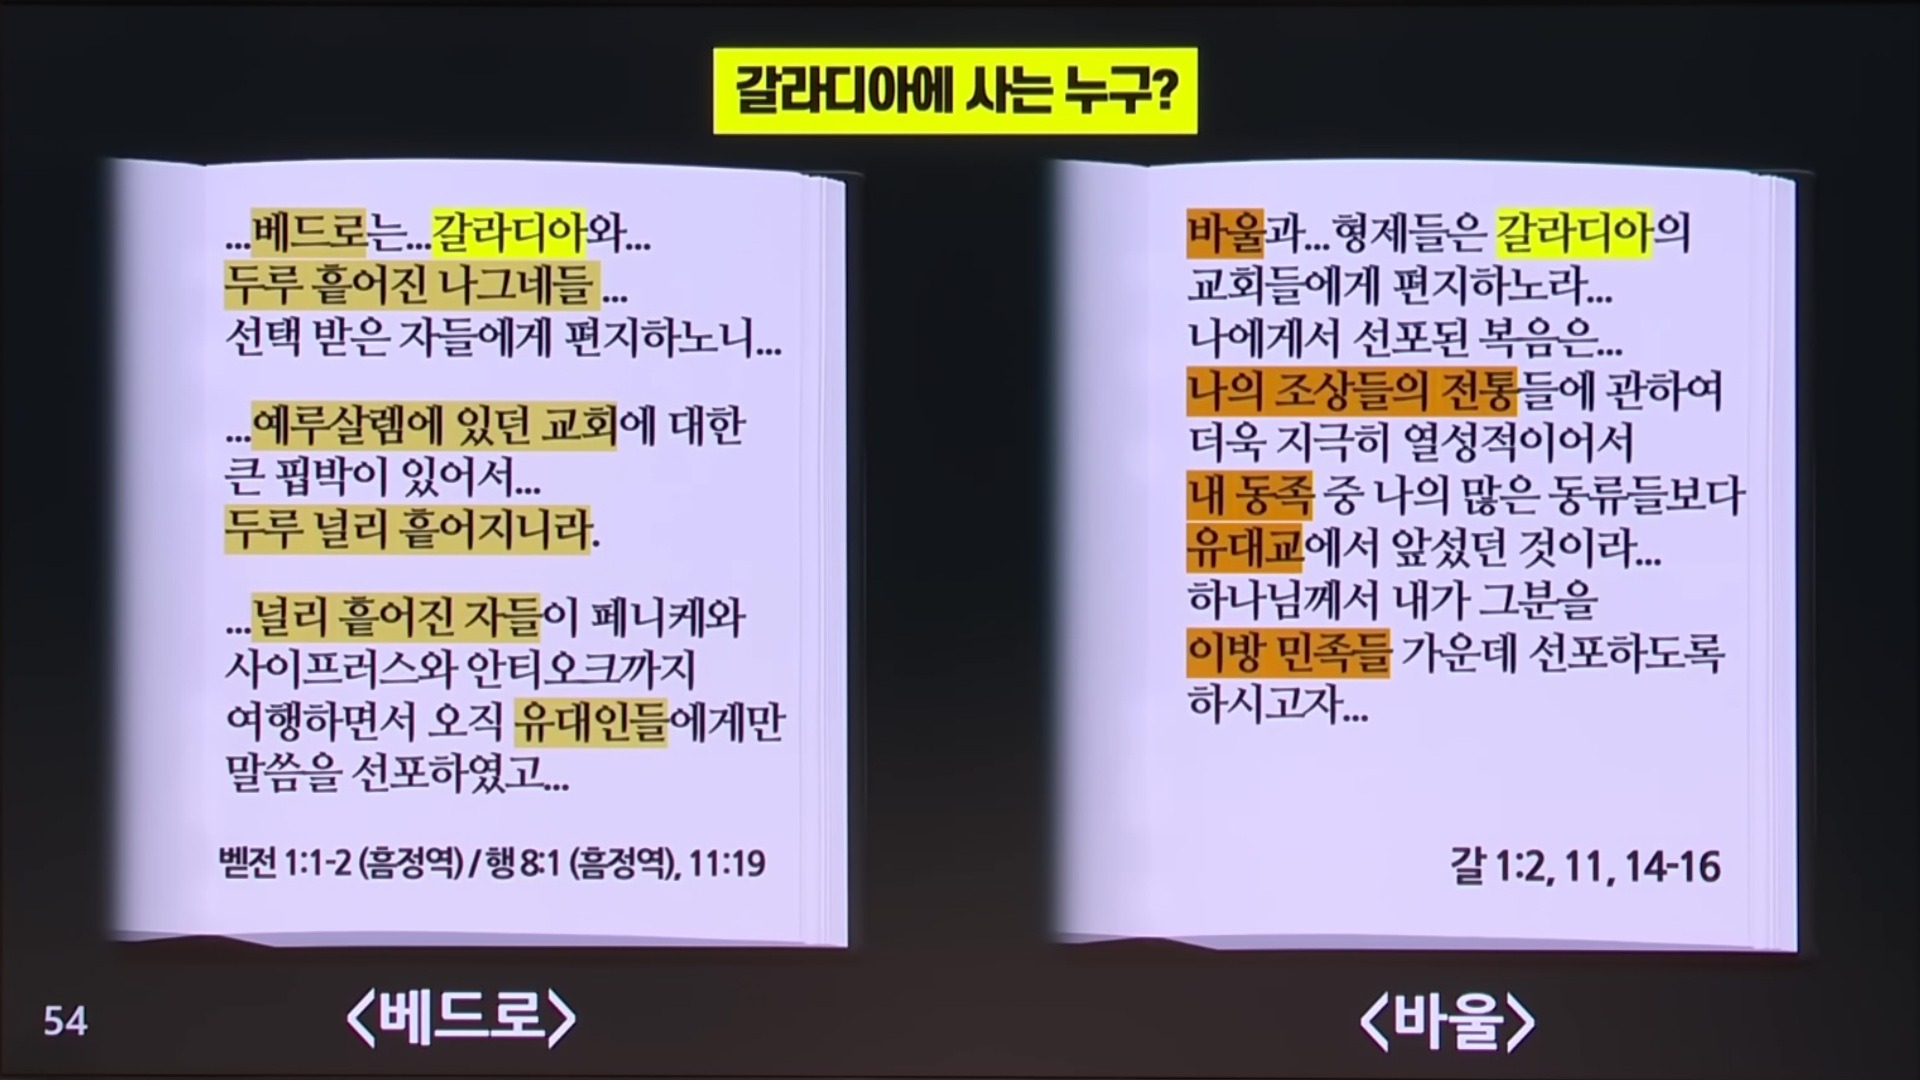 갈라디아에 사는 누구?
...베드로는...갈라디아와...
두루 흩어진 나그네들 ...
선택 받은 자들에게 편지하노니...
...예루살렘에 있던 교회에 대한
큰 핍박이 있어서...
두루 널리 흩어지니라.
...널리 흩어진 자들이 페니케와
사이프러스와 안티오크까지
여행하면서 오직 유대인들에게만
말씀을 선포하였고...
벧전 1:1-2 (흠정역) / 행 8:1 (흠정역), 11:19
<베드로>
바울과...형제들은 갈라디아의
교회들에게 편지하노라...
나에게서 선포된 복음은...
나의 조상들의 전통들에 관하여
더욱 지극히 열성적이어서
내 동족 중 나의 많은 동류들보다
유대교에서 앞섰던 것이라...
하나님께서 내가 그분을
이방 민족들 가운데 선포하도록
하시고자...
갈 1:2, 11, 14-16
<바울>
54